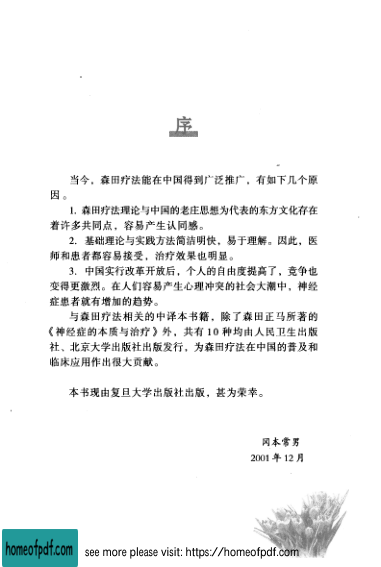 序
当今，森田疗法能在中国得到广泛推广，有如下几个原
因。
1. 森田疗法理论与中国的老庄思想为代表的东方文化存在
着许多共同点，容易产生认同感。
2. 基础理论与实践方法简洁明快，易于理解。因此，医
师和患者都容易接受，治疗效果也明显。
3. 中国实行改革开放后，个人的自由度提高了，竞争也
变得更激烈。在人们容易产生心理冲突的社会大潮中，神经
症患者就有增加的趋势。
与森田疗法相关的中译本书籍，除了森田正马所著的
《神经症的本质与治疗》外，共有 10 种均由人民卫生出版
社、北京大学出版社出版发行，为森田疗法在中国的普及和
临床应用作出很大贡献。
本书现由复旦大学出版社出版，甚为荣幸。
冈本常男
2001 年 12 月
homeofpdf.com
see more please visit: https://homeofpdf.com